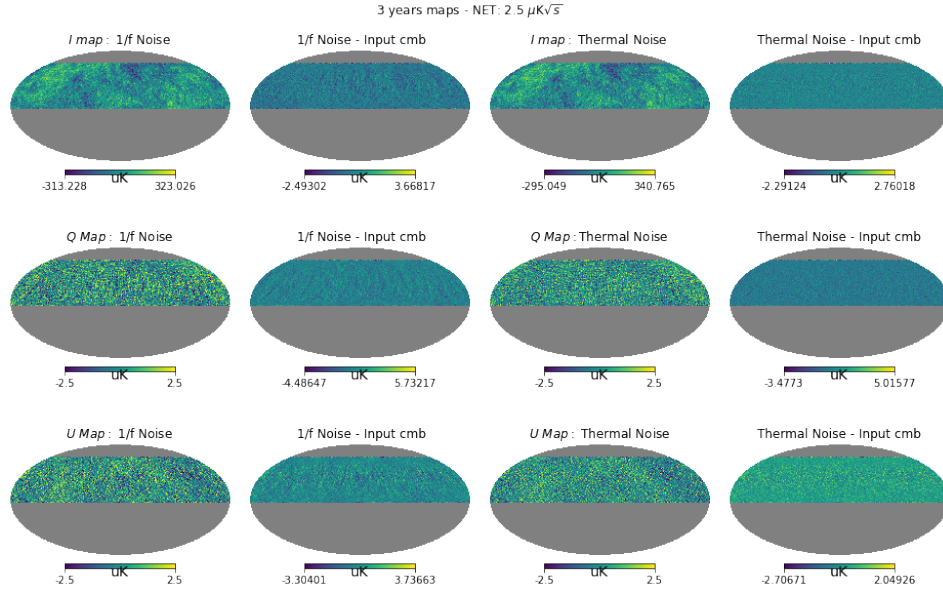 3 years maps - NET: 2.5 μK√s
I map: 1/f Noise
1/f Noise - Input cmb
I map: Thermal Noise
Thermal Noise - Input cmb
-313.228 uK 323.026
-2.49302 uK 3.66817
-295.049 uK 340.765
-2.29124 uK 2.76018
Q Map: 1/f Noise
1/f Noise - Input cmb
Q Map: Thermal Noise
Thermal Noise - Input cmb
-2.5 uK 2.5
-4.48647 uK 5.73217
-2.5 uK 2.5
-3.4773 uK 5.01577
U Map: 1/f Noise
1/f Noise - Input cmb
U Map: Thermal Noise
Thermal Noise - Input cmb
-2.5 uK 2.5
-3.30401 uK 3.73663
-2.5 uK 2.5
-2.70671 uK 2.04926